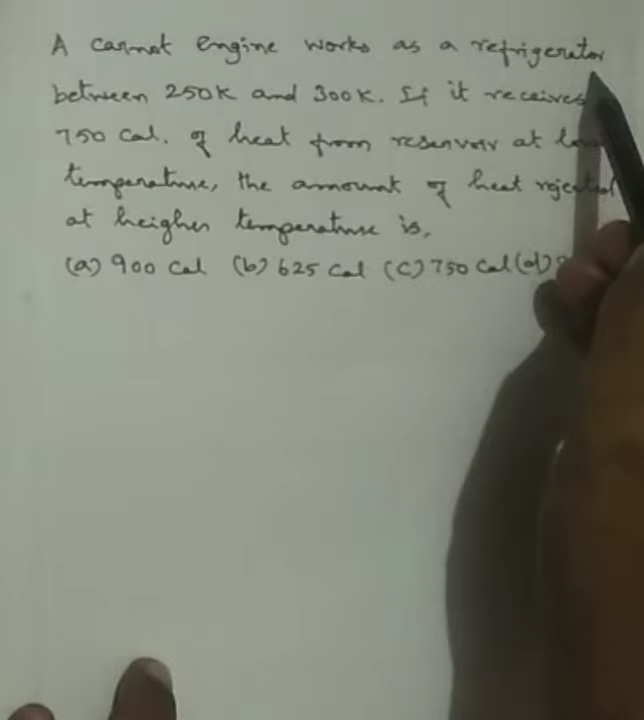 A carnot engine works as a refrigerator
between 250K and 300K. If it receives
750 Cal. of heat from reservoir at low
temperature, the amount of heat rejected
at heigher temperature is,
(a) 900 Cal (b) 625 Cal (c) 750 Cal (d)